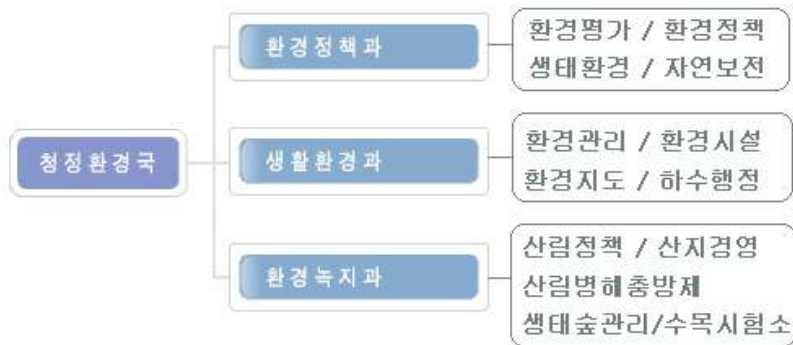 청정환경국
환경정책과
환경평가 / 환경정책
생태환경 / 자연보전
생활환경과
환경관리 / 환경시설
환경지도 / 하수행정
환경녹지과
산림정책 / 산지경영
산림병해충방제
생태숲관리/수목시험소